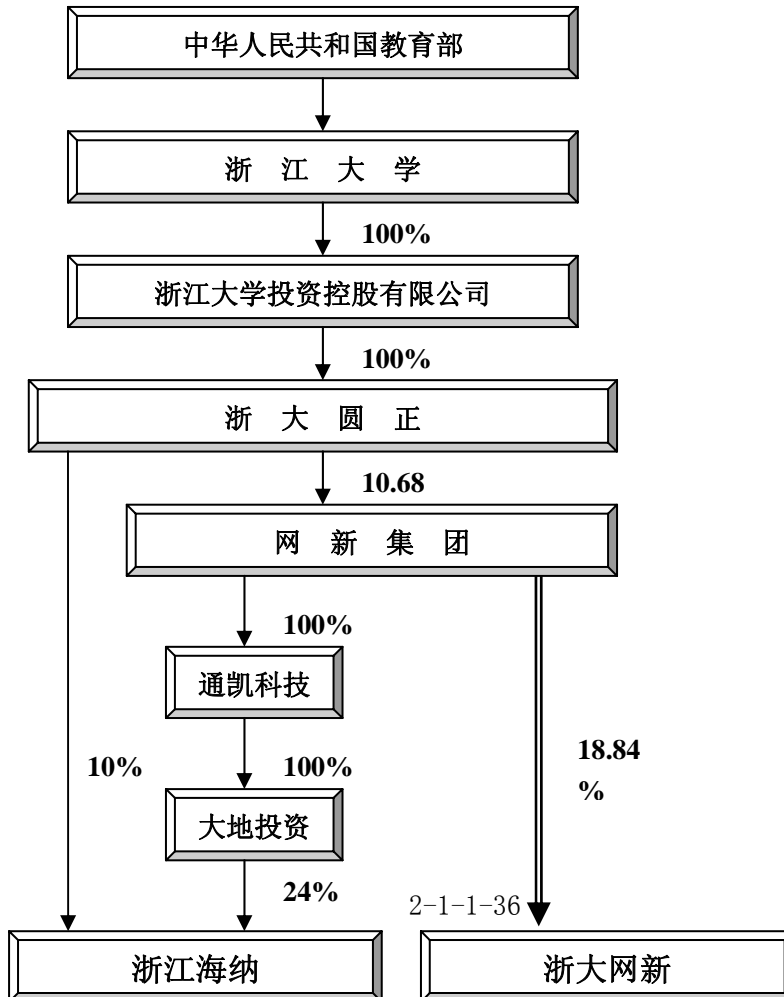 中华人民共和国教育部
浙 江 大 学
100%
浙江大学投资控股有限公司
100%
浙 大 圆 正
10.68
网 新 集 团
100%
通凯科技
18.84
%
10%
100%
大地投资
24%
2-1-1-36
浙江海纳
浙大网新